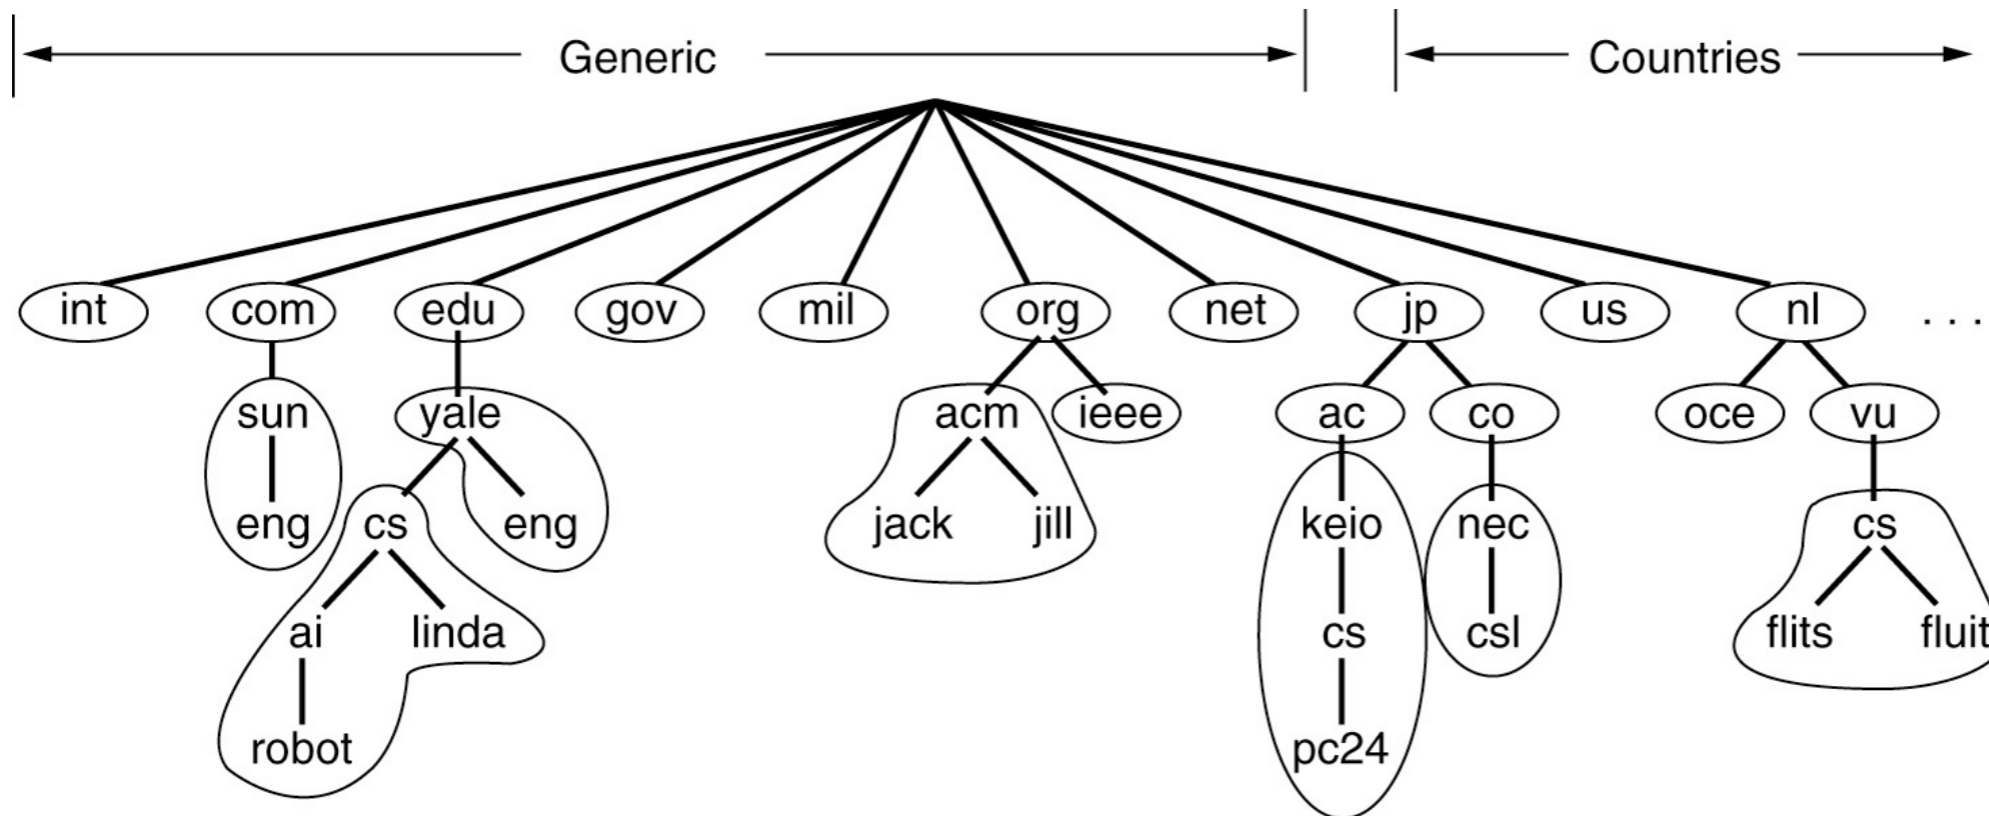 Generic Countries
int com edu gov mil org net jp us nl . . .
sun yale acm ieee ac co oce vu
eng cs eng jack jill keio nec cs
ai linda cs csl flits fluit
robot pc24